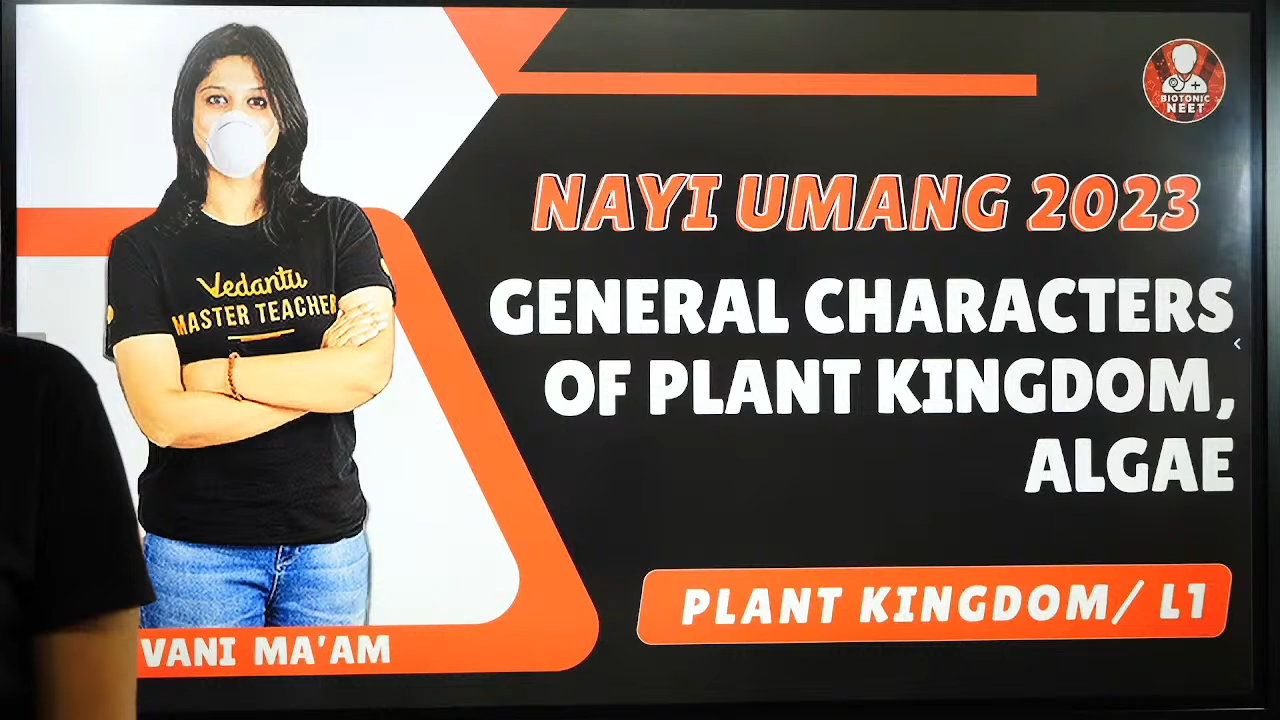 BIOTONIC
NEET
NAYI UMANG 2023
GENERAL CHARACTERS
OF PLANT KINGDOM,
ALGAE
Vedantu
MASTER TEACHER
PLANT KINGDOM/ L1
VANI MA'AM